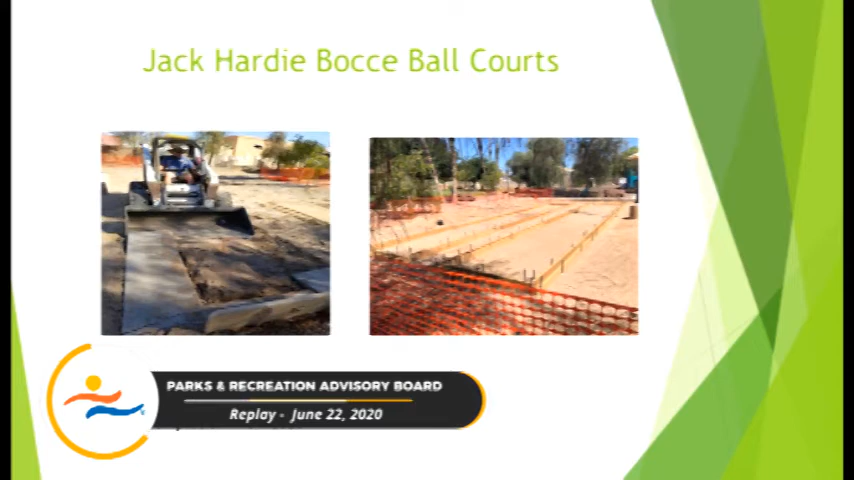 Jack Hardie Bocce Ball Courts
PARKS & RECREATION ADVISORY BOARD
Replay - June 22, 2020